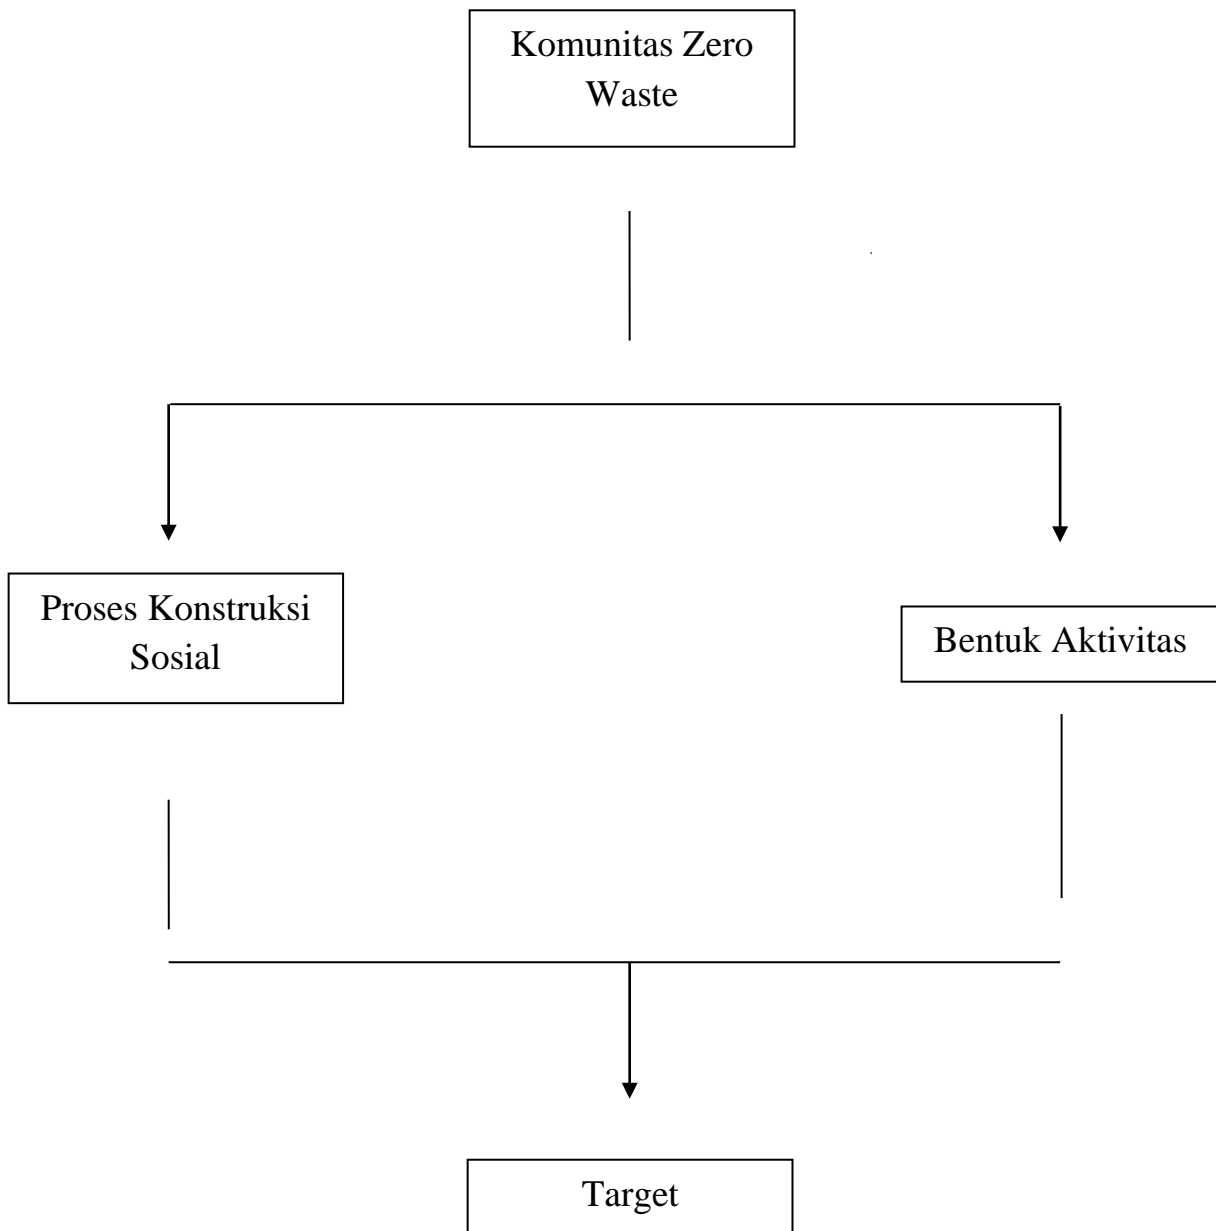 Komunitas Zero
Waste
Proses Konstruksi
Sosial
Bentuk Aktivitas
Target